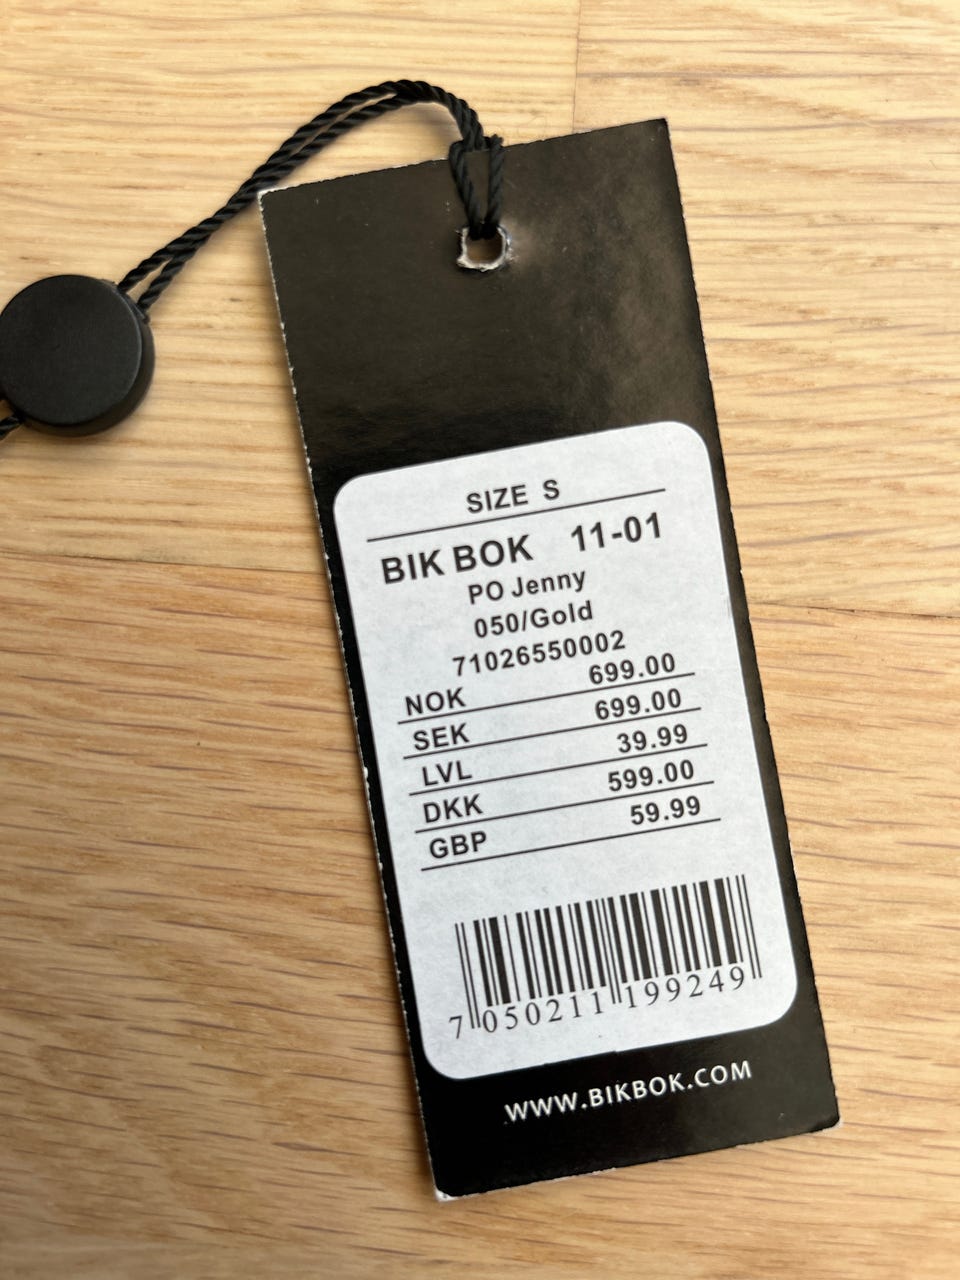 SIZE S
BIK BOK 11-01
PO Jenny
050/Gold
71026550002
NOK 699.00
SEK 699.00
LVL 39.99
DKK 599.00
GBP 59.99
7 050211 199249
WWW.BIKBOK.COM